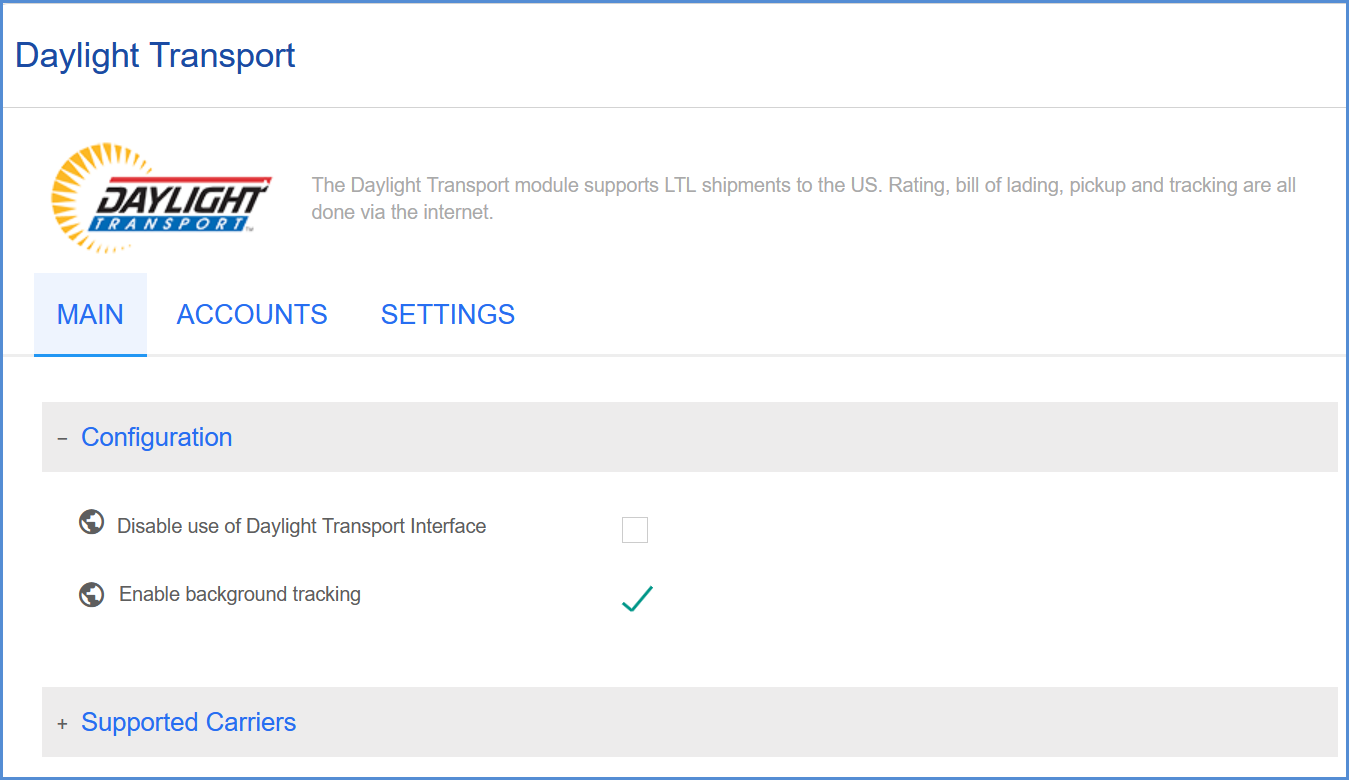 Daylight Transport
DAYLIGHT
TRANSPORT™
The Daylight Transport module supports LTL shipments to the US. Rating, bill of lading, pickup and tracking are all
done via the internet.
MAIN ACCOUNTS SETTINGS
− Configuration
Disable use of Daylight Transport Interface
Enable background tracking
+ Supported Carriers